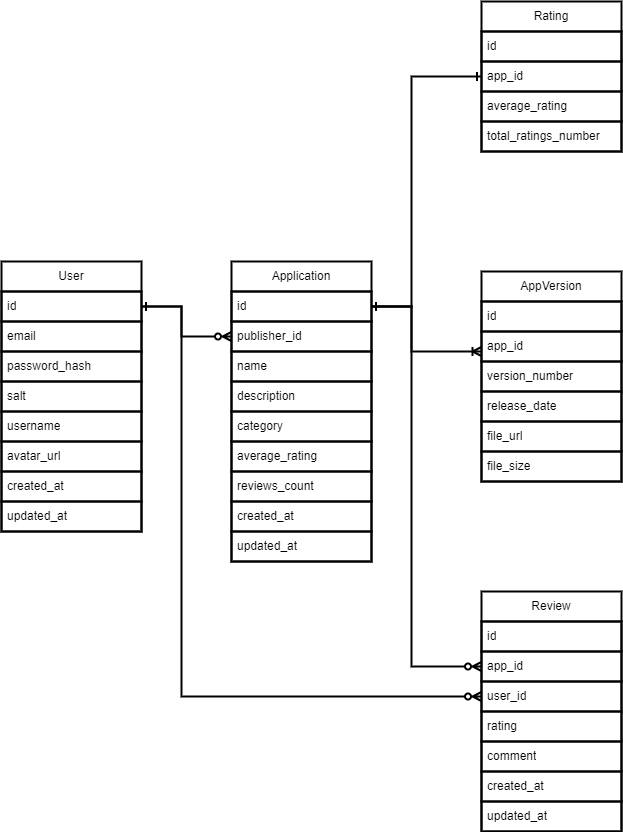 Rating
id
app_id
average_rating
total_ratings_number
User
id
email
password_hash
salt
username
avatar_url
created_at
updated_at
Application
id
publisher_id
name
description
category
average_rating
reviews_count
created_at
updated_at
AppVersion
id
app_id
version_number
release_date
file_url
file_size
Review
id
app_id
user_id
rating
comment
created_at
updated_at